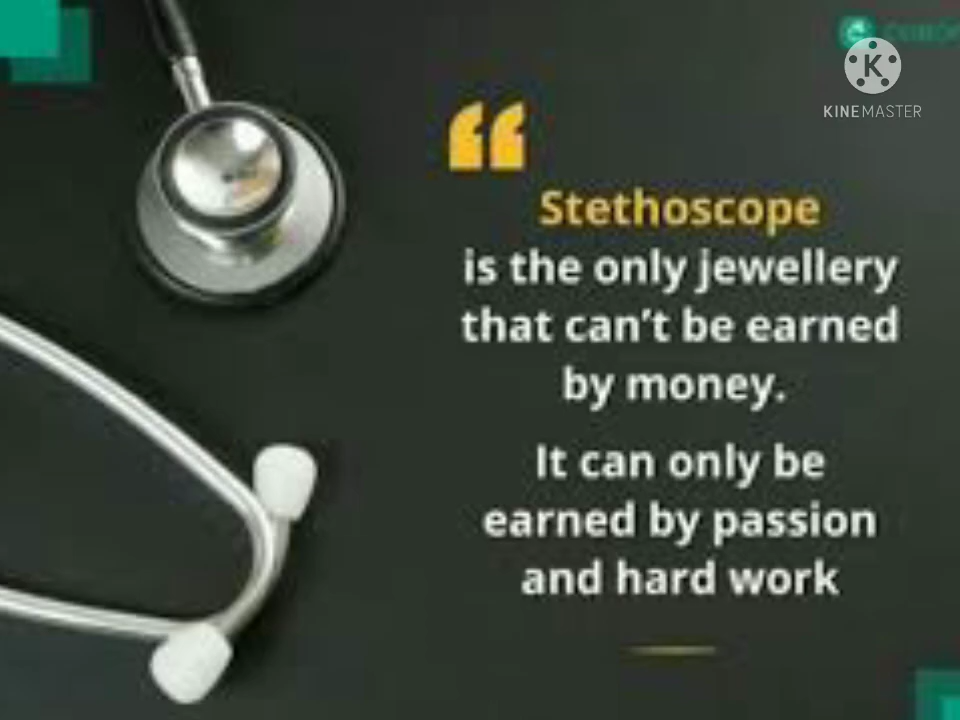 K
KINEMASTER
Stethoscope
is the only jewellery
that can't be earned
by money.
It can only be
earned by passion
and hard work